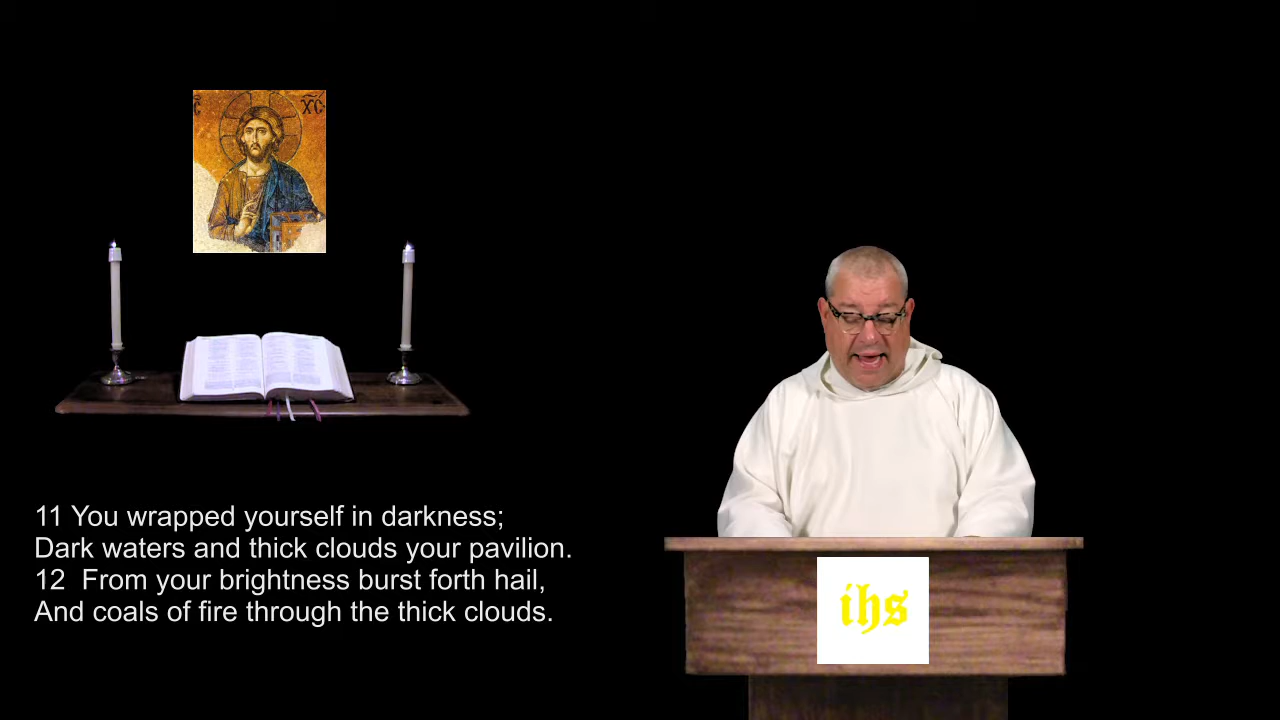 ΧC
11 You wrapped yourself in darkness;
Dark waters and thick clouds your pavilion.
12  From your brightness burst forth hail,
And coals of fire through the thick clouds.
ihs